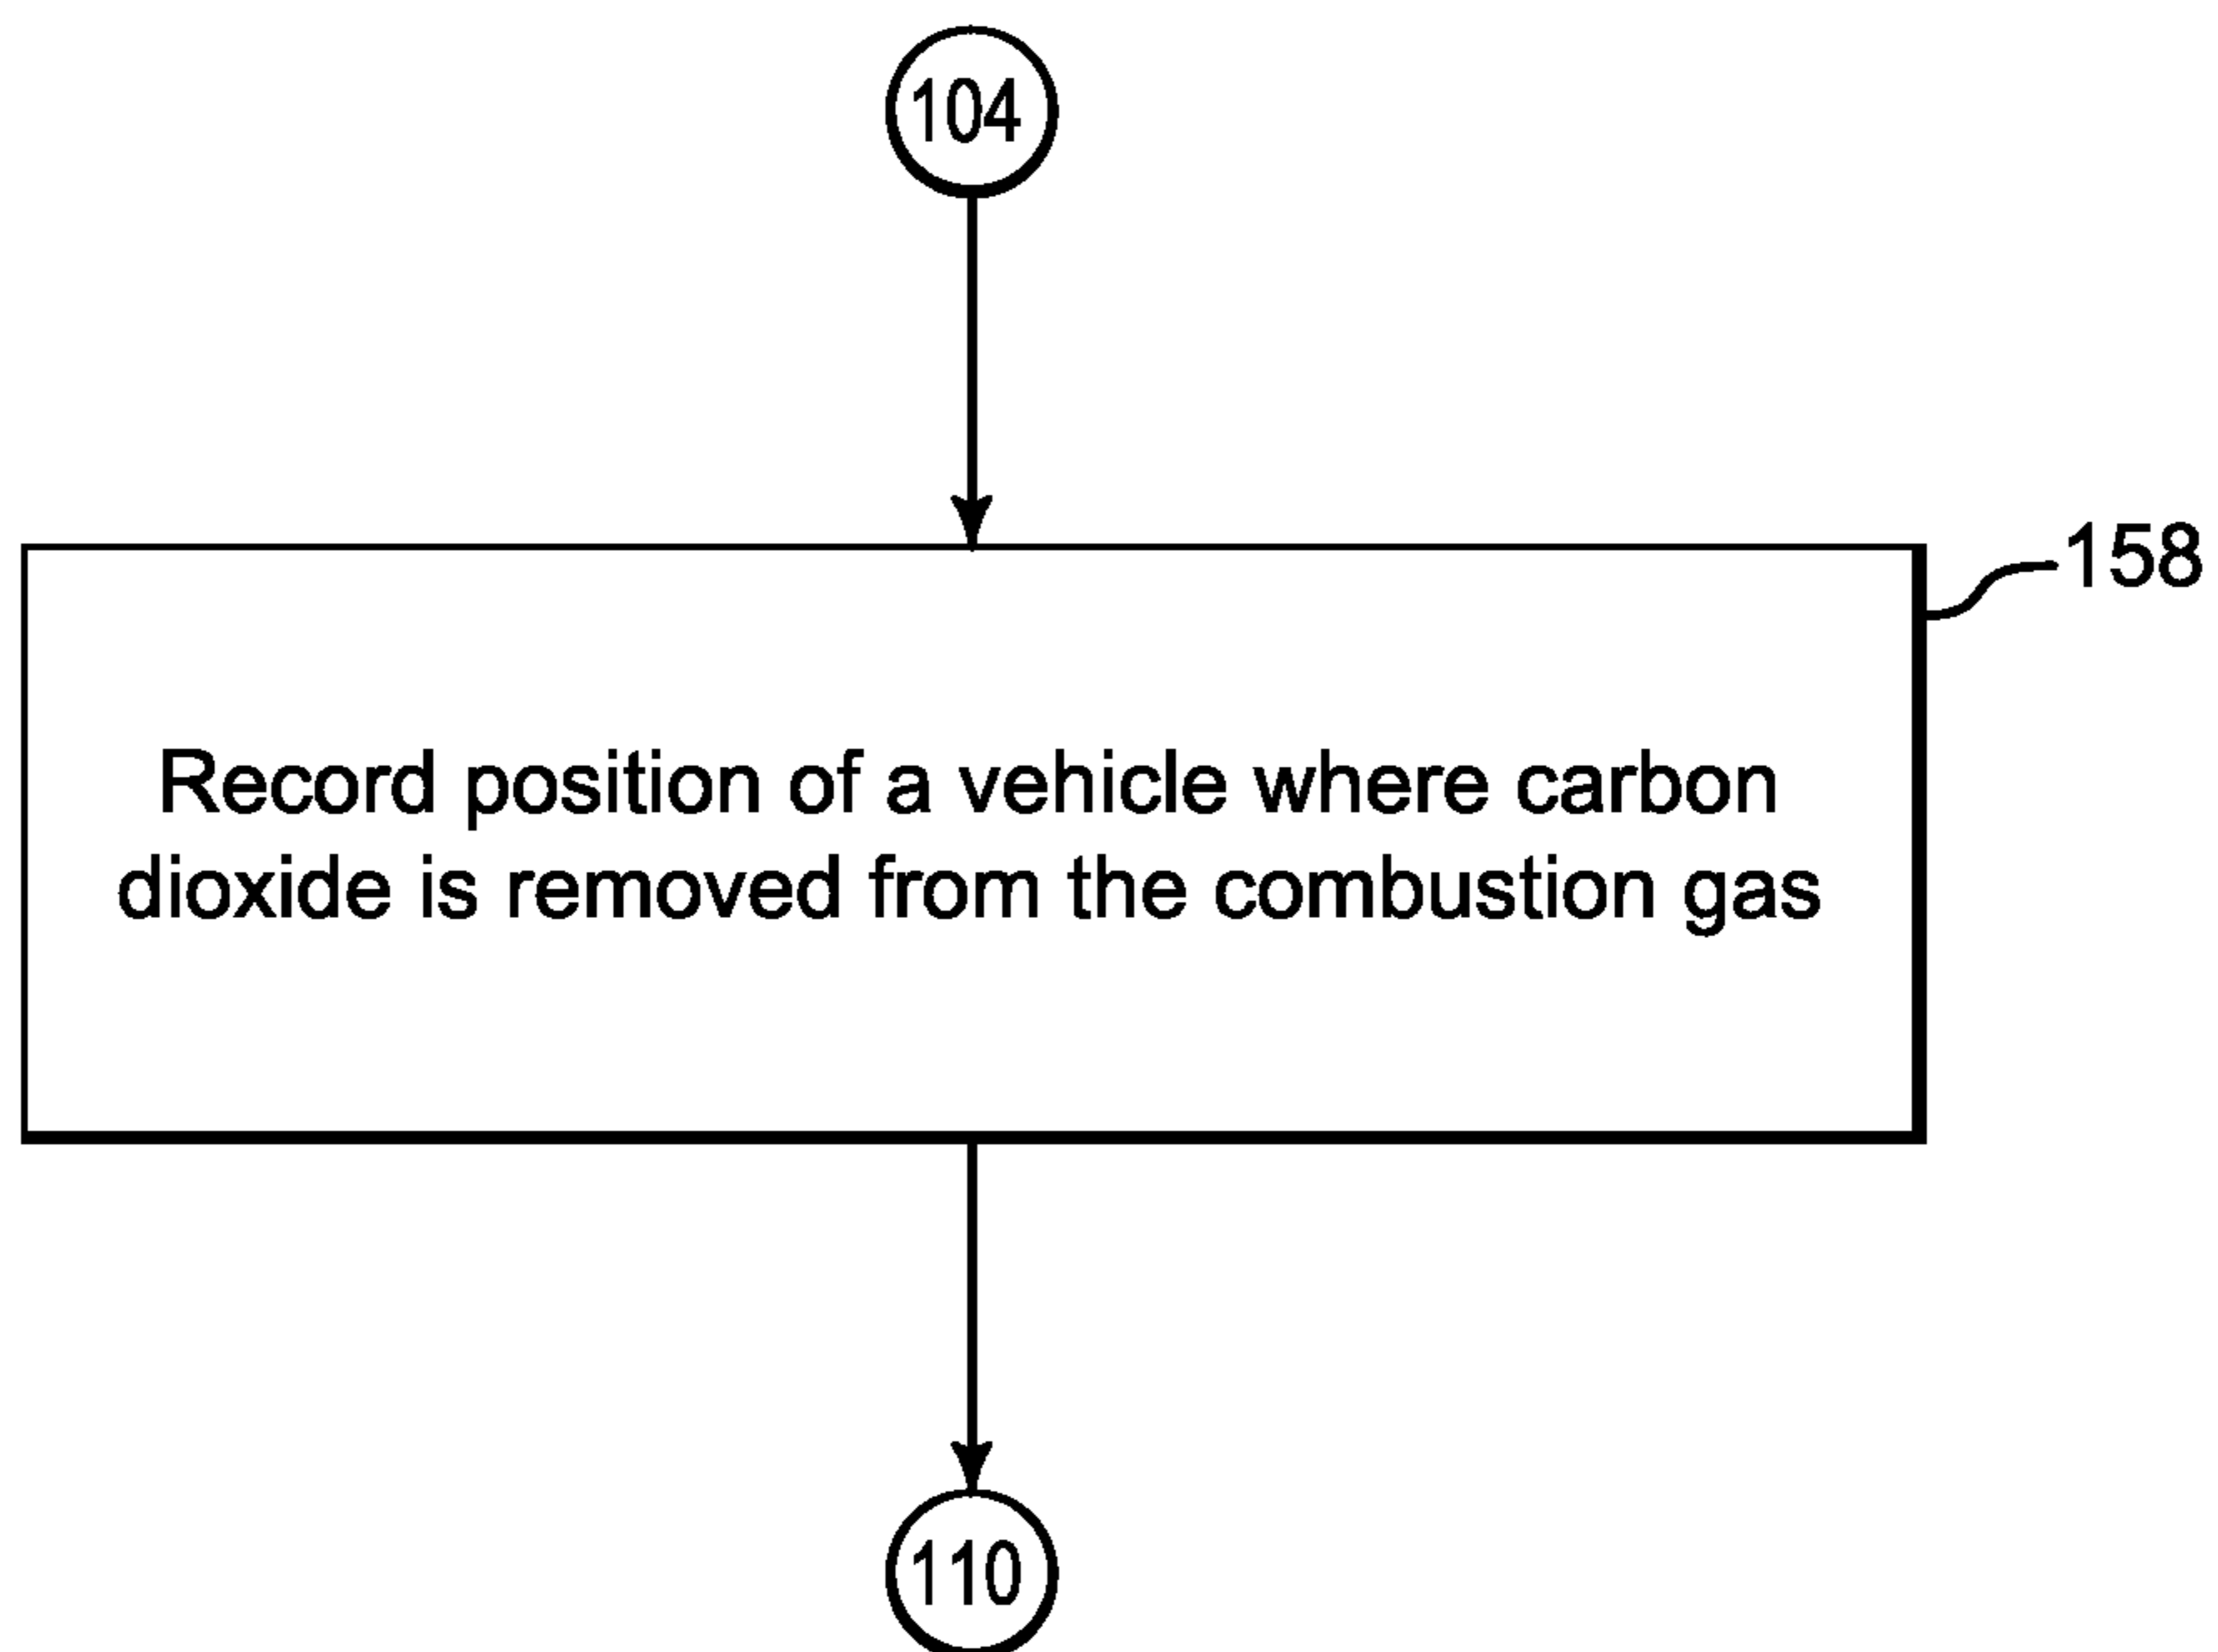 104
158
Record position of a vehicle where carbon
dioxide is removed from the combustion gas
110